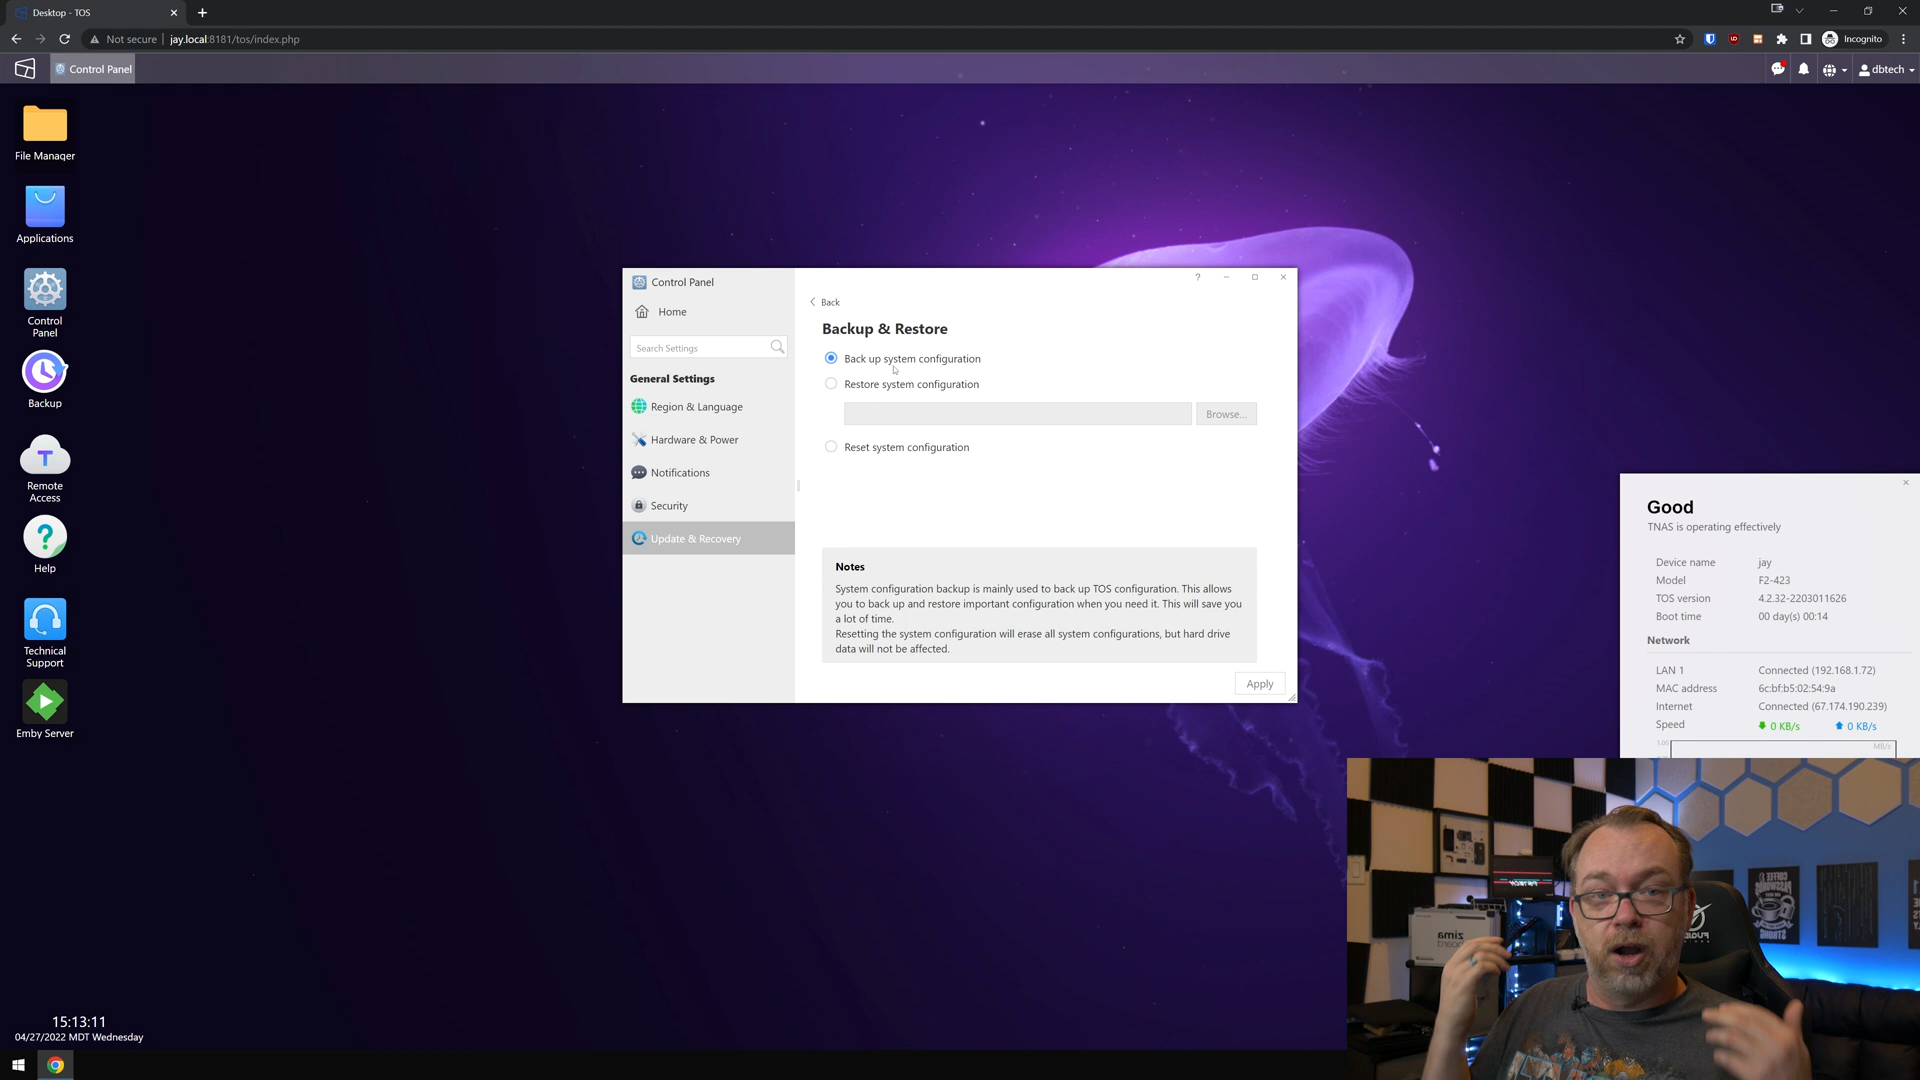 Desktop - TOS
Not secure
jay.local:8181/tos/index.php
Incognito
Control Panel
dbtech
File Manager
Applications
Control
Panel
Backup
Remote
Access
Help
Technical
Support
Emby Server
Control Panel
Home
Search Settings
General Settings
Region & Language
Hardware & Power
Notifications
Security
Update & Recovery
Back
Backup & Restore
Back up system configuration
Restore system configuration
Browse...
Reset system configuration
Notes
System configuration backup is mainly used to back up TOS configuration. This allows
you to back up and restore important configuration when you need it. This will save you
a lot of time.
Resetting the system configuration will erase all system configurations, but hard drive
data will not be affected.
Apply
Good
TNAS is operating effectively
Device name jay
Model F2-423
TOS version 4.2.32-2203011626
Boot time 00 day(s) 00:14
Network
LAN 1 Connected (192.168.1.72)
MAC address 6c:bf:b5:02:54:9a
Internet Connected (67.174.190.239)
Speed 0 KB/s 0 KB/s
1.00
MB/s
COFFEE
PASSWORDS
STRONG
zima
board
15:13:11
04/27/2022 MDT Wednesday